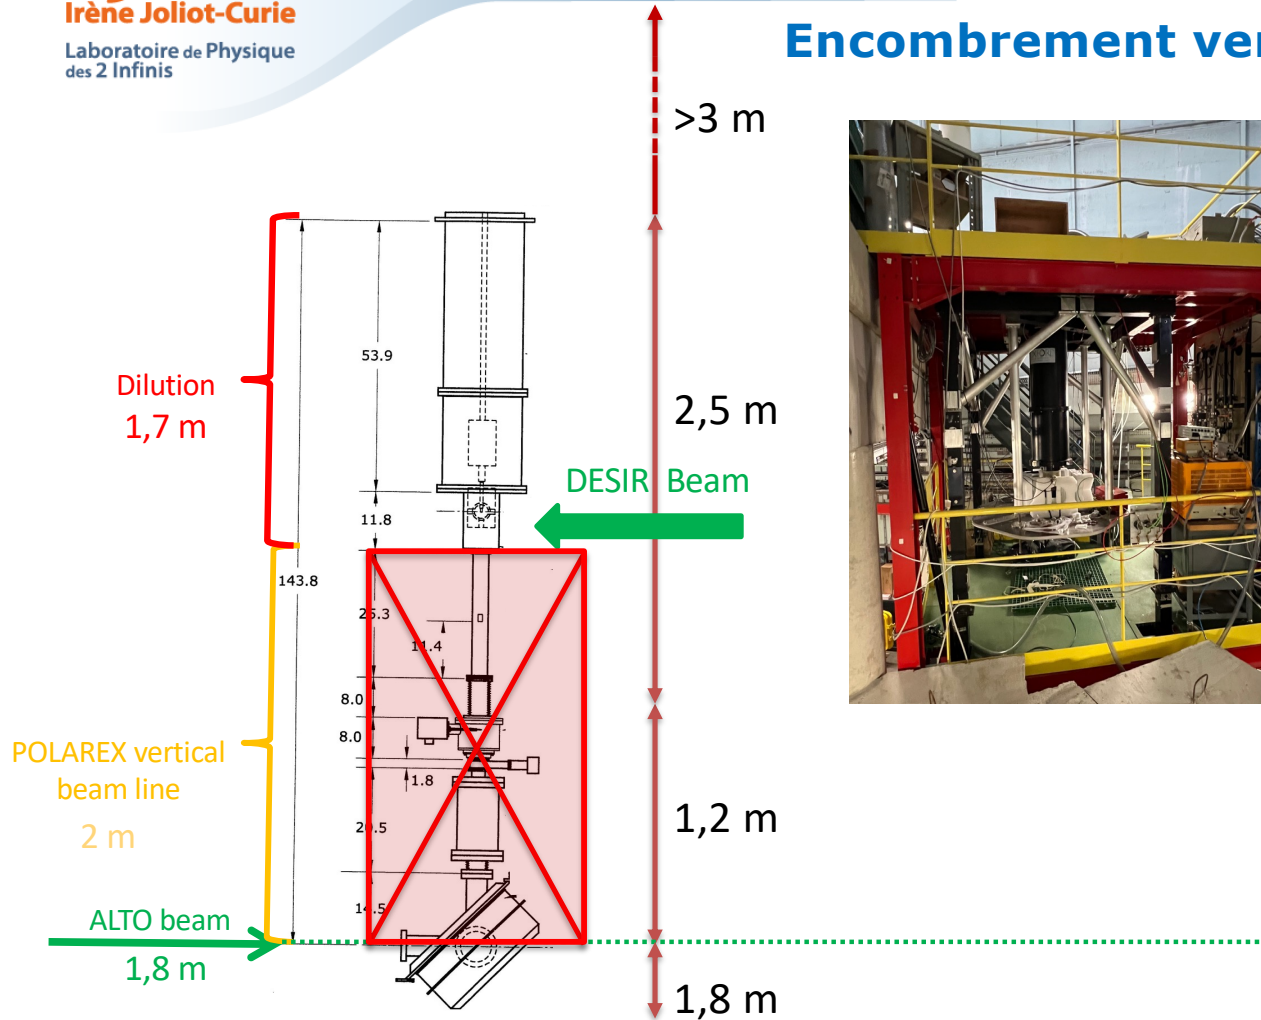 Irène Joliot-Curie
Laboratoire de Physique
des 2 Infinis
>3 m
53.9
Dilution
1,7 m
2,5 m
DESIR Beam
11.8
143.8
11.4
8.0
8.0
POLAREX vertical
beam line
2 m
1.8
1,2 m
14.5
ALTO beam
1,8 m
1,8 m